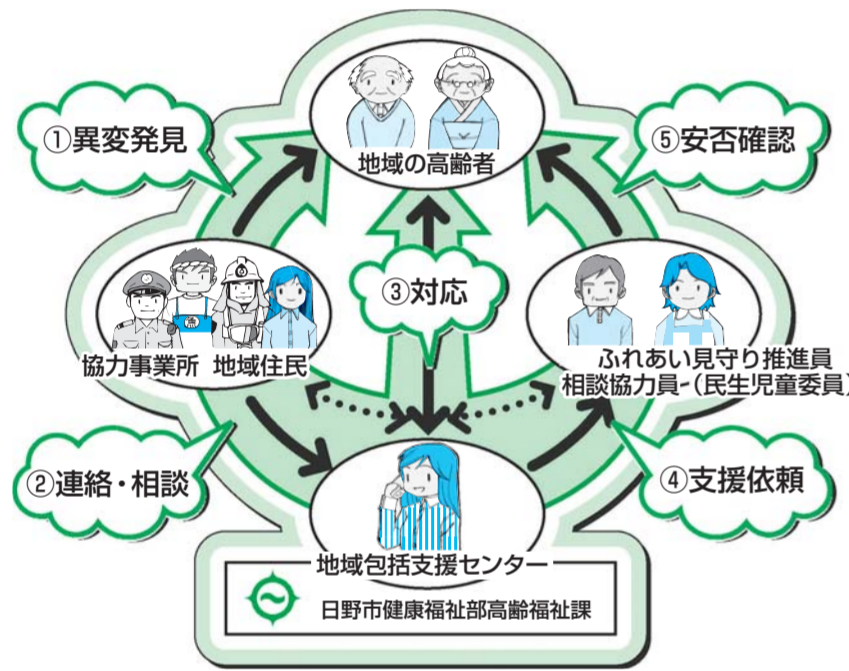 ①異変発見
⑤安否確認
地域の高齢者
③対応
協力事業所 地域住民
ふれあい見守り推進員
相談協力員-(民生児童委員)
②連絡・相談
④支援依頼
地域包括支援センター
日野市健康福祉部高齢福祉課